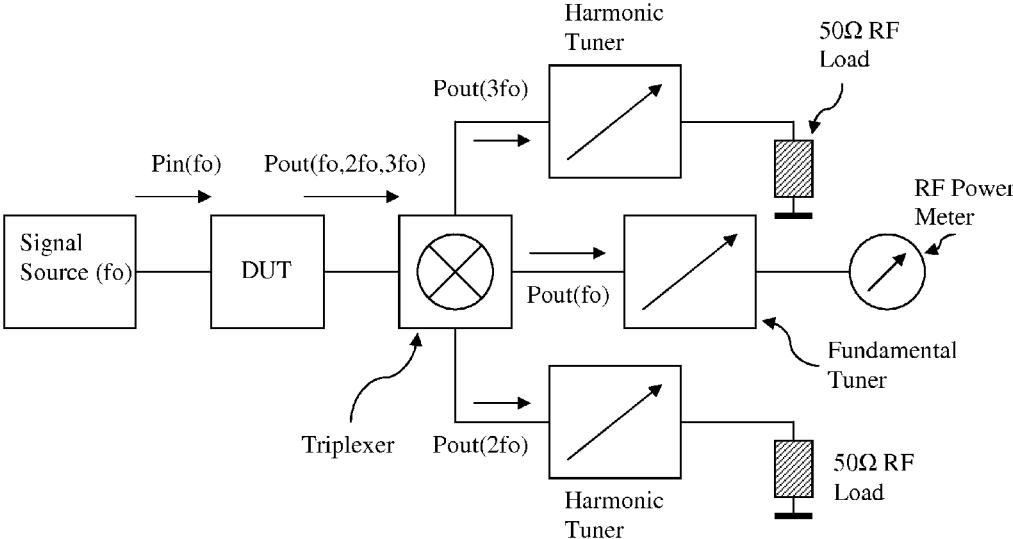 Harmonic
Tuner
50Ω RF
Load
Pout(3fo)
Pin(fo)
Pout(fo,2fo,3fo)
RF Power
Meter
Signal
Source (fo)
DUT
Pout(fo)
Fundamental
Tuner
Triplexer
Pout(2fo)
50Ω RF
Load
Harmonic
Tuner